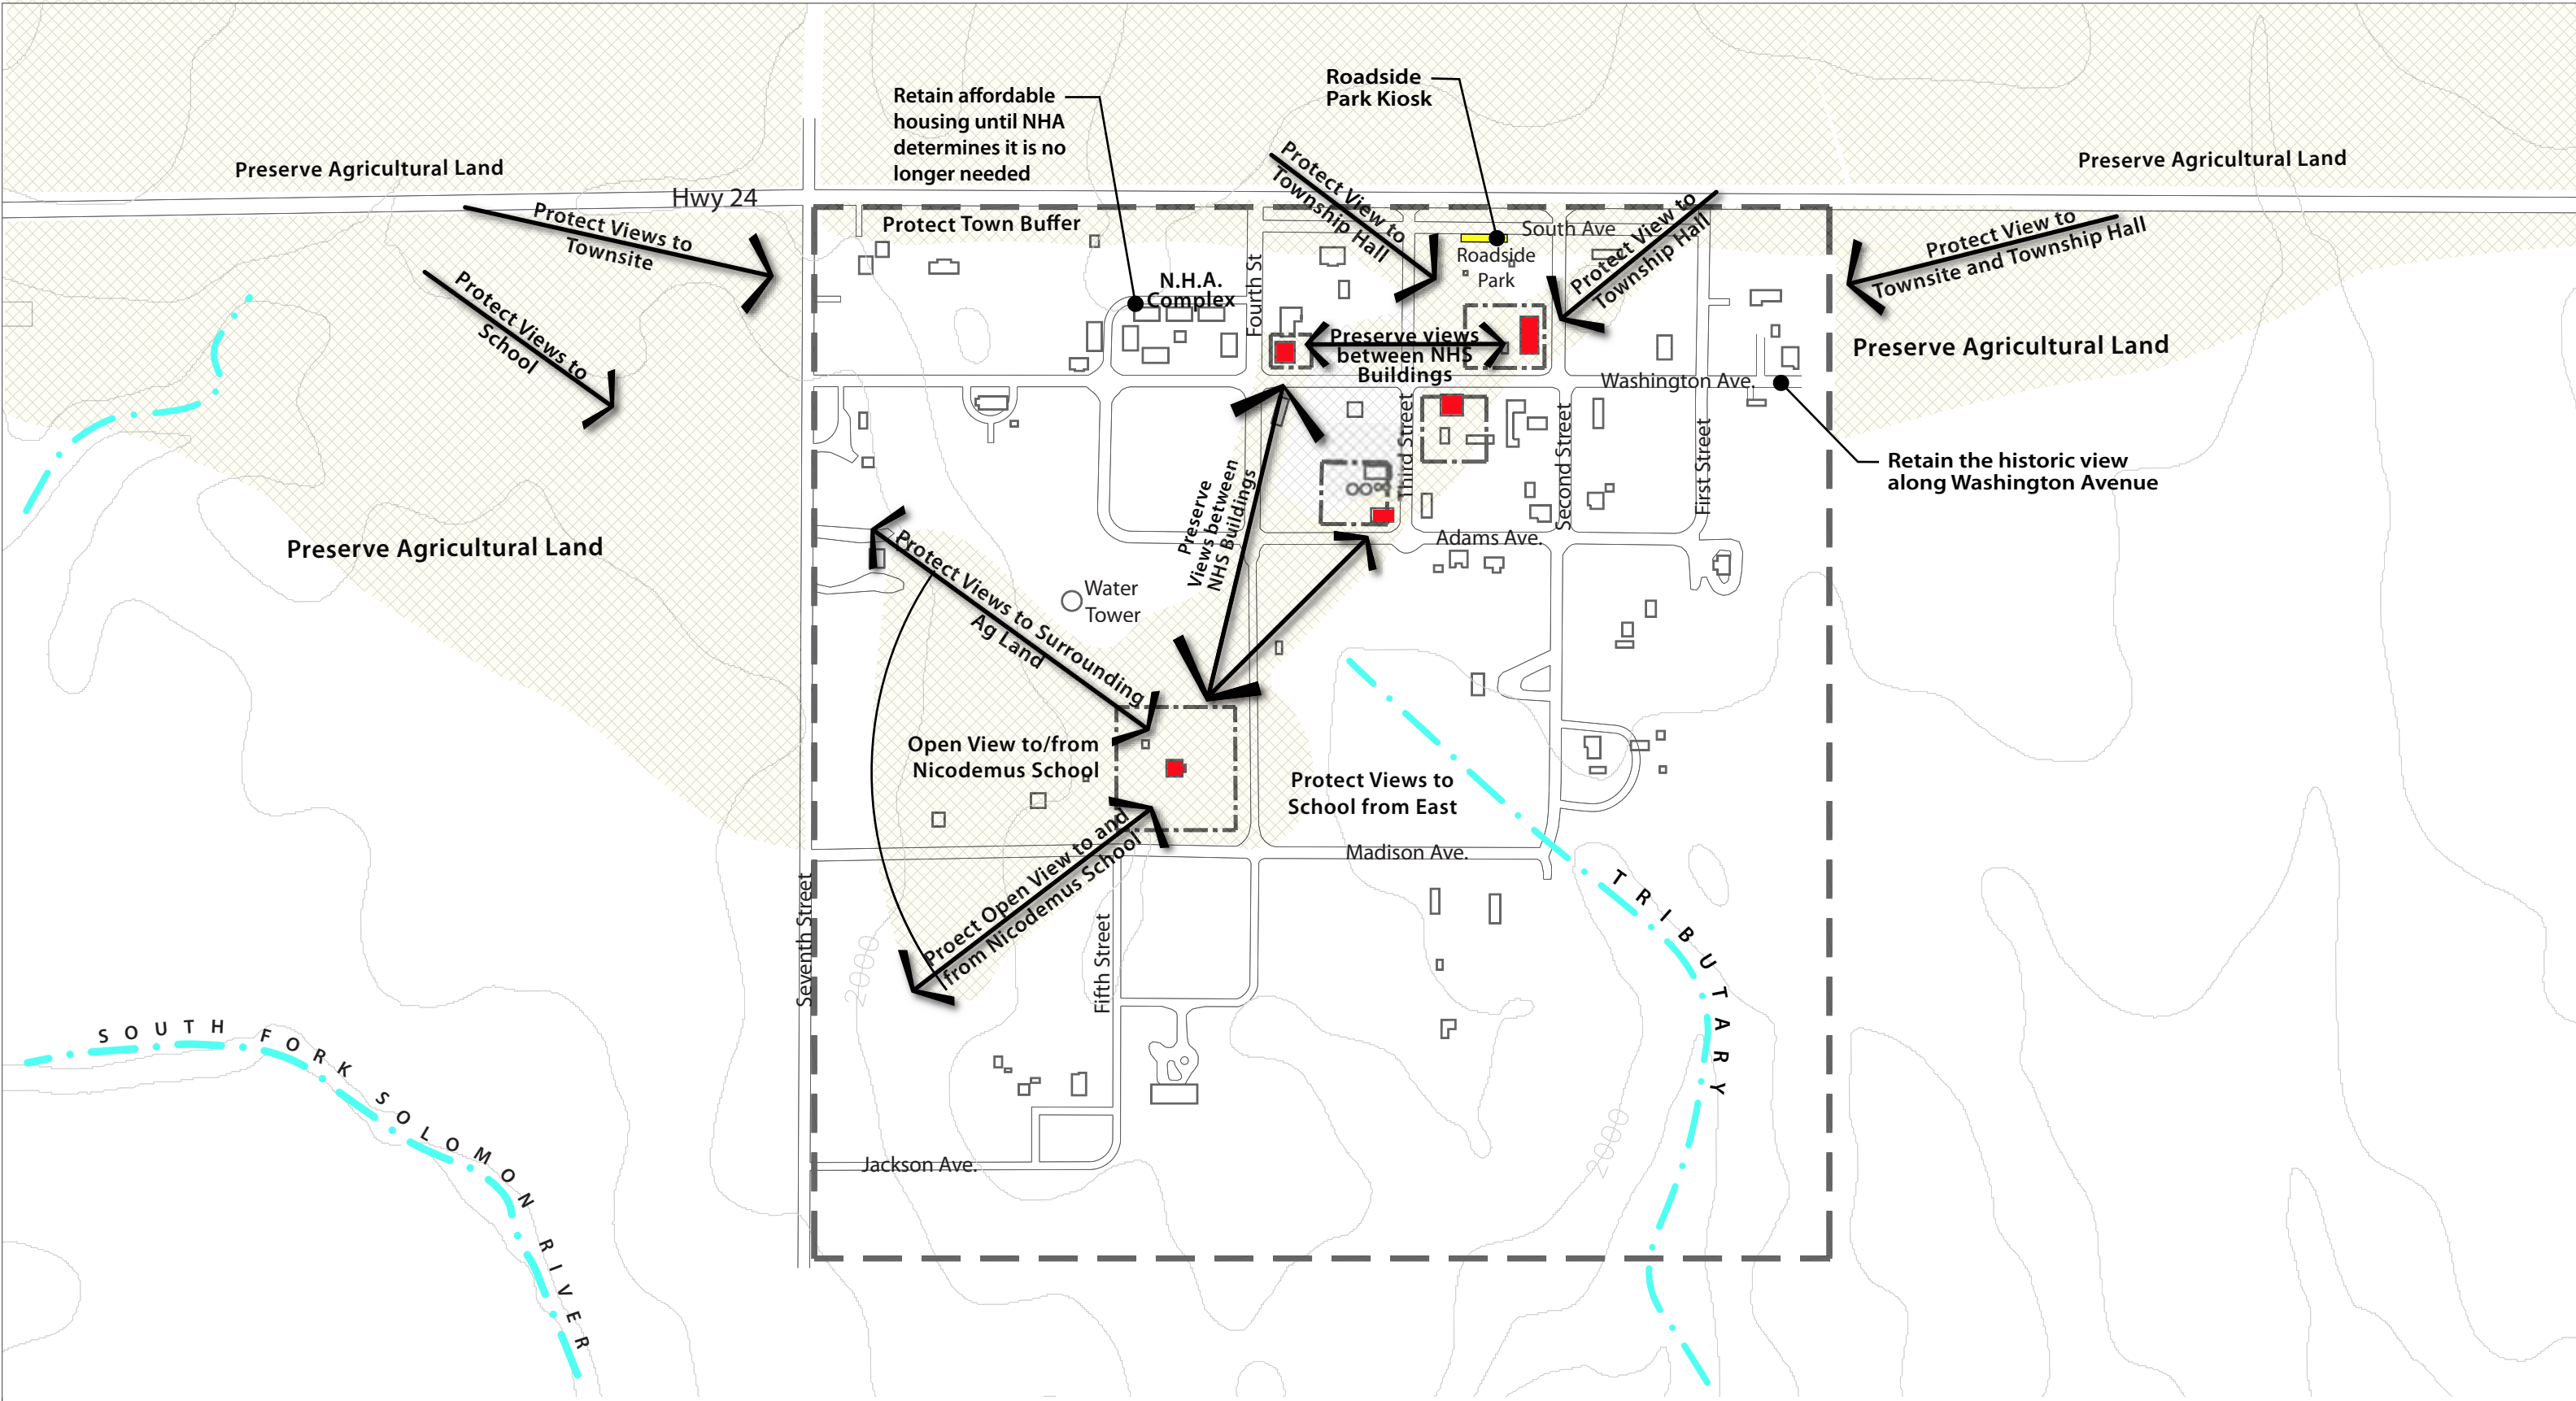 Roadside
Park Kiosk
Retain affordable
housing until NHA
determines it is no
longer needed
Preserve Agricultural Land
Preserve Agricultural Land
Hwy 24
Protect Views to
Townsite
Protect Town Buffer
Protect View to
Township Hall
South Ave
Roadside
Park
Protect View to
Township Hall
Protect View to
Townsite and Township Hall
Protect Views to
School
N.H.A.
Complex
Fourth St
Preserve views
between NHS
Buildings
Preserve Agricultural Land
Washington Ave.
Third Street
Second Street
First Street
Retain the historic view
along Washington Avenue
Preserve
Views between
NHS Buildings
Adams Ave.
Preserve Agricultural Land
Protect Views to Surrounding
Ag Land
Water
Tower
Open View to/from
Nicodemus School
Protect Views to
School from East
Proect Open View to and
from Nicodemus School
Madison Ave.
Seventh Street
2000
Fifth Street
TRIBUTARY
SOUTH FORK SOLOMON RIVER
2000
Jackson Ave.